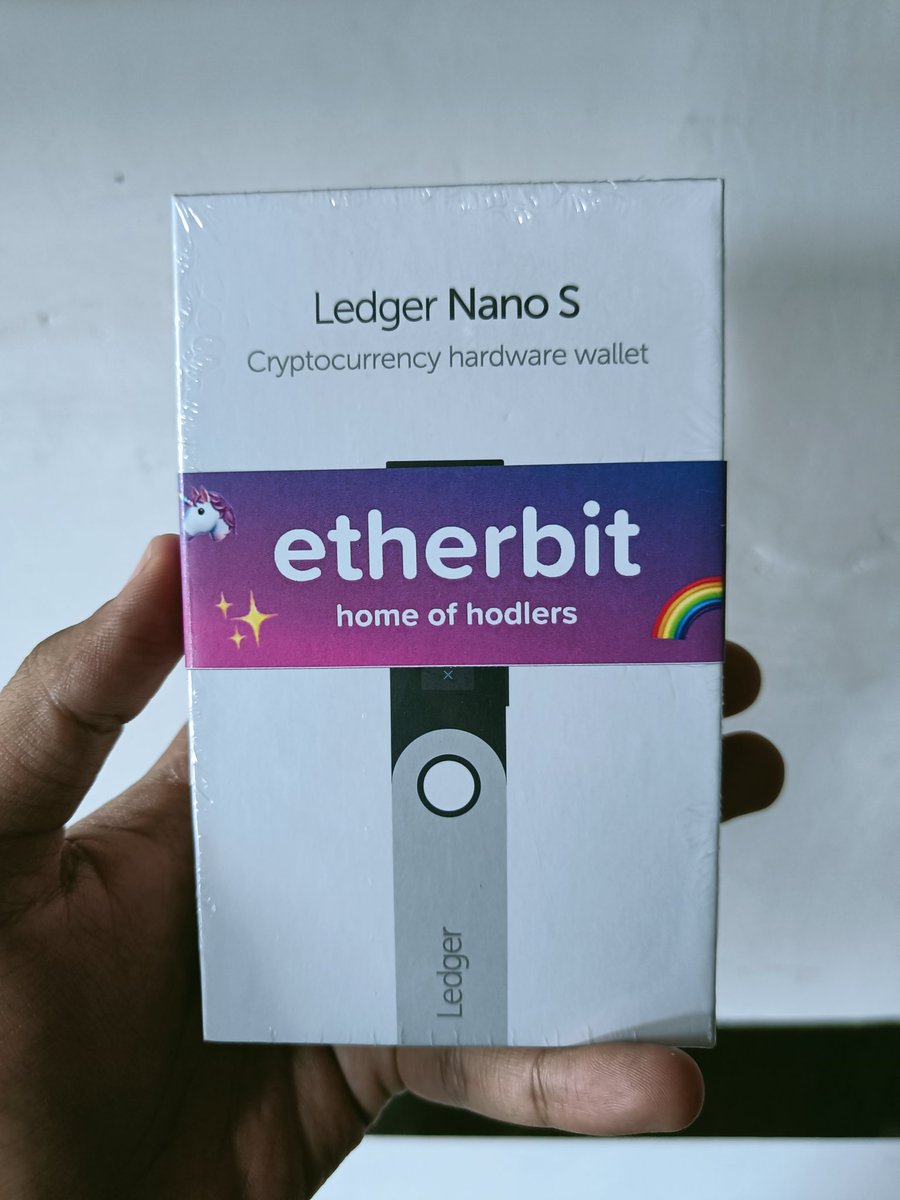 Ledger Nano S
Cryptocurrency hardware wallet
etherbit
home of hodlers
Ledger